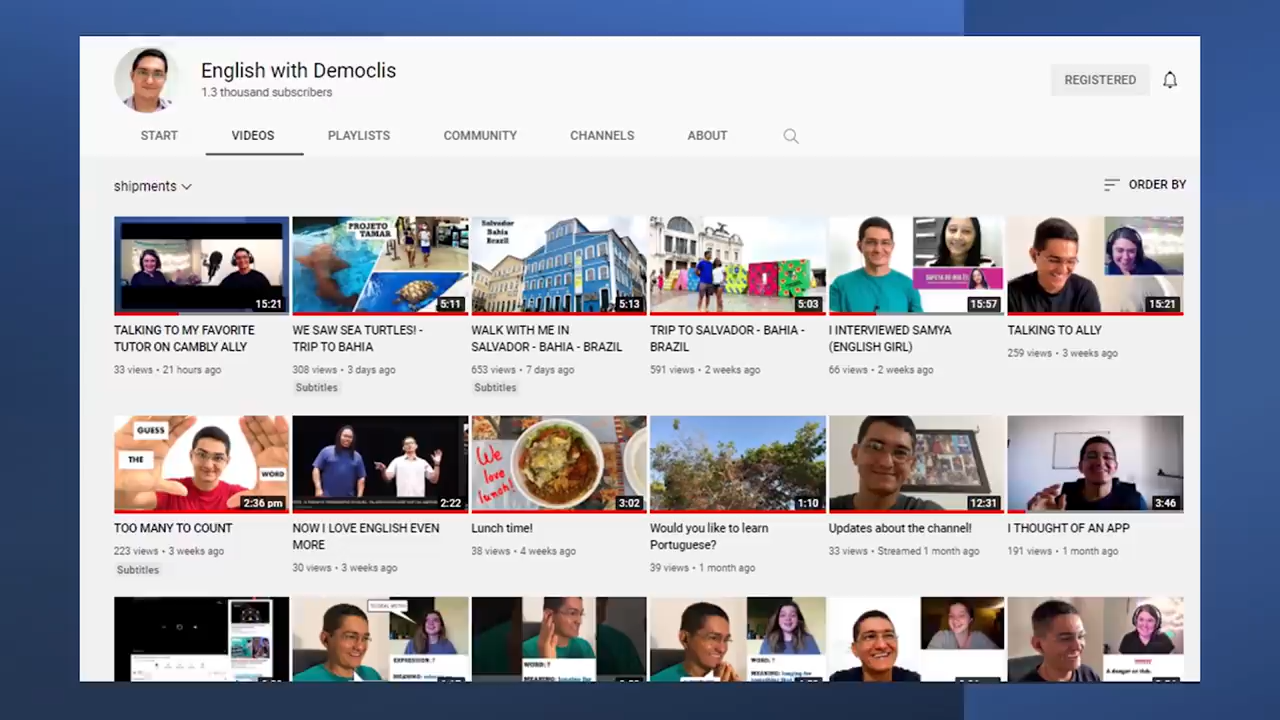 English with Democlis
1.3 thousand subscribers
REGISTERED
START
VIDEOS
PLAYLISTS
COMMUNITY
CHANNELS
ABOUT
shipments
ORDER BY
15:21
PROJETO
TAMAR
5:11
Salvador
Bahia
Brazil
5:13
5:03
15:57
15:21
TALKING TO MY FAVORITE
TUTOR ON CAMBLY ALLY
33 views • 21 hours ago
WE SAW SEA TURTLES! -
TRIP TO BAHIA
308 views • 3 days ago
Subtitles
WALK WITH ME IN
SALVADOR - BAHIA - BRAZIL
653 views • 7 days ago
Subtitles
TRIP TO SALVADOR - BAHIA -
BRAZIL
591 views • 2 weeks ago
I INTERVIEWED SAMYA
(ENGLISH GIRL)
66 views • 2 weeks ago
TALKING TO ALLY
259 views • 3 weeks ago
GUESS
THE
WORD
2:36 pm
2:22
We
love
lunch!
3:02
1:10
12:31
3:46
TOO MANY TO COUNT
223 views • 3 weeks ago
Subtitles
NOW I LOVE ENGLISH EVEN
MORE
30 views • 3 weeks ago
Lunch time!
38 views • 4 weeks ago
Would you like to learn
Portuguese?
39 views • 1 month ago
Updates about the channel!
33 views • Streamed 1 month ago
I THOUGHT OF AN APP
191 views • 1 month ago
EXPRESSION: ?
MEANING:
WORD: ?
MEANING:
WORD: ?
MEANING:
A danger or risk.